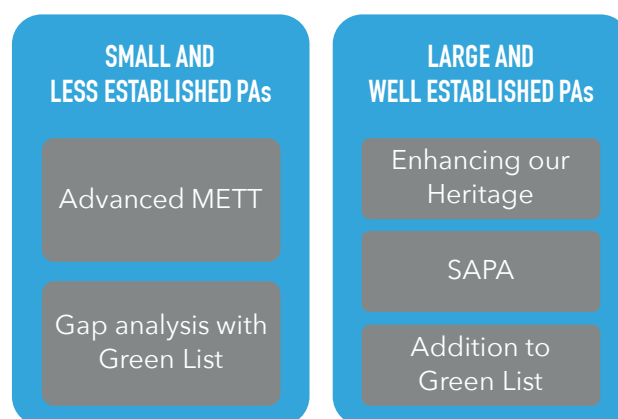 SMALL AND
LESS ESTABLISHED PAs
Advanced METT
Gap analysis with
Green List
LARGE AND
WELL ESTABLISHED PAs
Enhancing our
Heritage
SAPA
Addition to
Green List